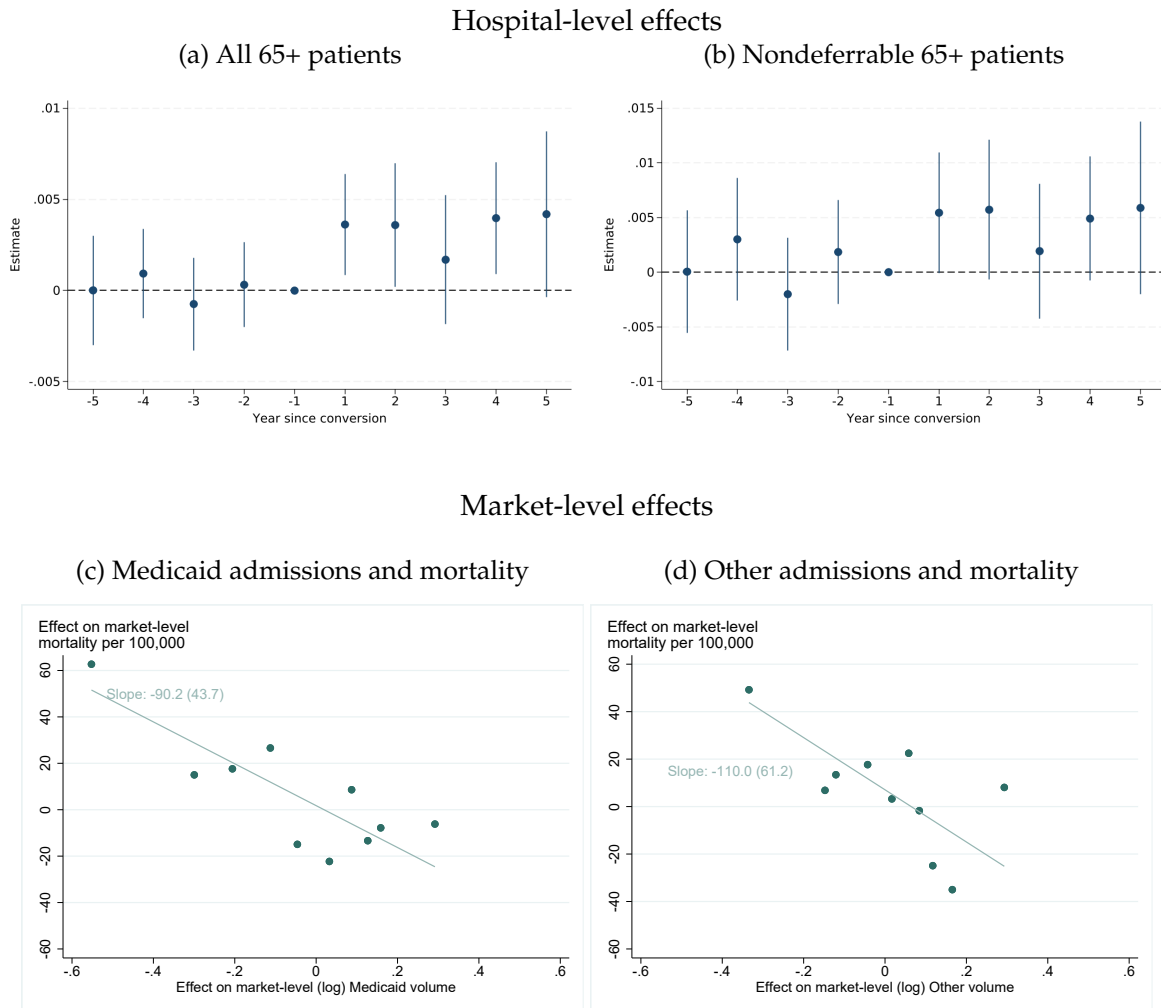 Hospital-level effects
(a) All 65+ patients
.01
.005
0
-.005
Estimate
-5 -4 -3 -2 -1 1 2 3 4 5
Year since conversion
(b) Nondeferrable 65+ patients
.015
.01
.005
0
-.005
-.01
Estimate
-5 -4 -3 -2 -1 1 2 3 4 5
Year since conversion
Market-level effects
(c) Medicaid admissions and mortality
Effect on market-level
mortality per 100,000
60
40
20
0
-20
-40
-60
Slope: -90.2 (43.7)
-.6 -.4 -.2 0 .2 .4 .6
Effect on market-level (log) Medicaid volume
(d) Other admissions and mortality
Effect on market-level
mortality per 100,000
60
40
20
0
-20
-40
-60
Slope: -110.0 (61.2)
-.6 -.4 -.2 0 .2 .4 .6
Effect on market-level (log) Other volume